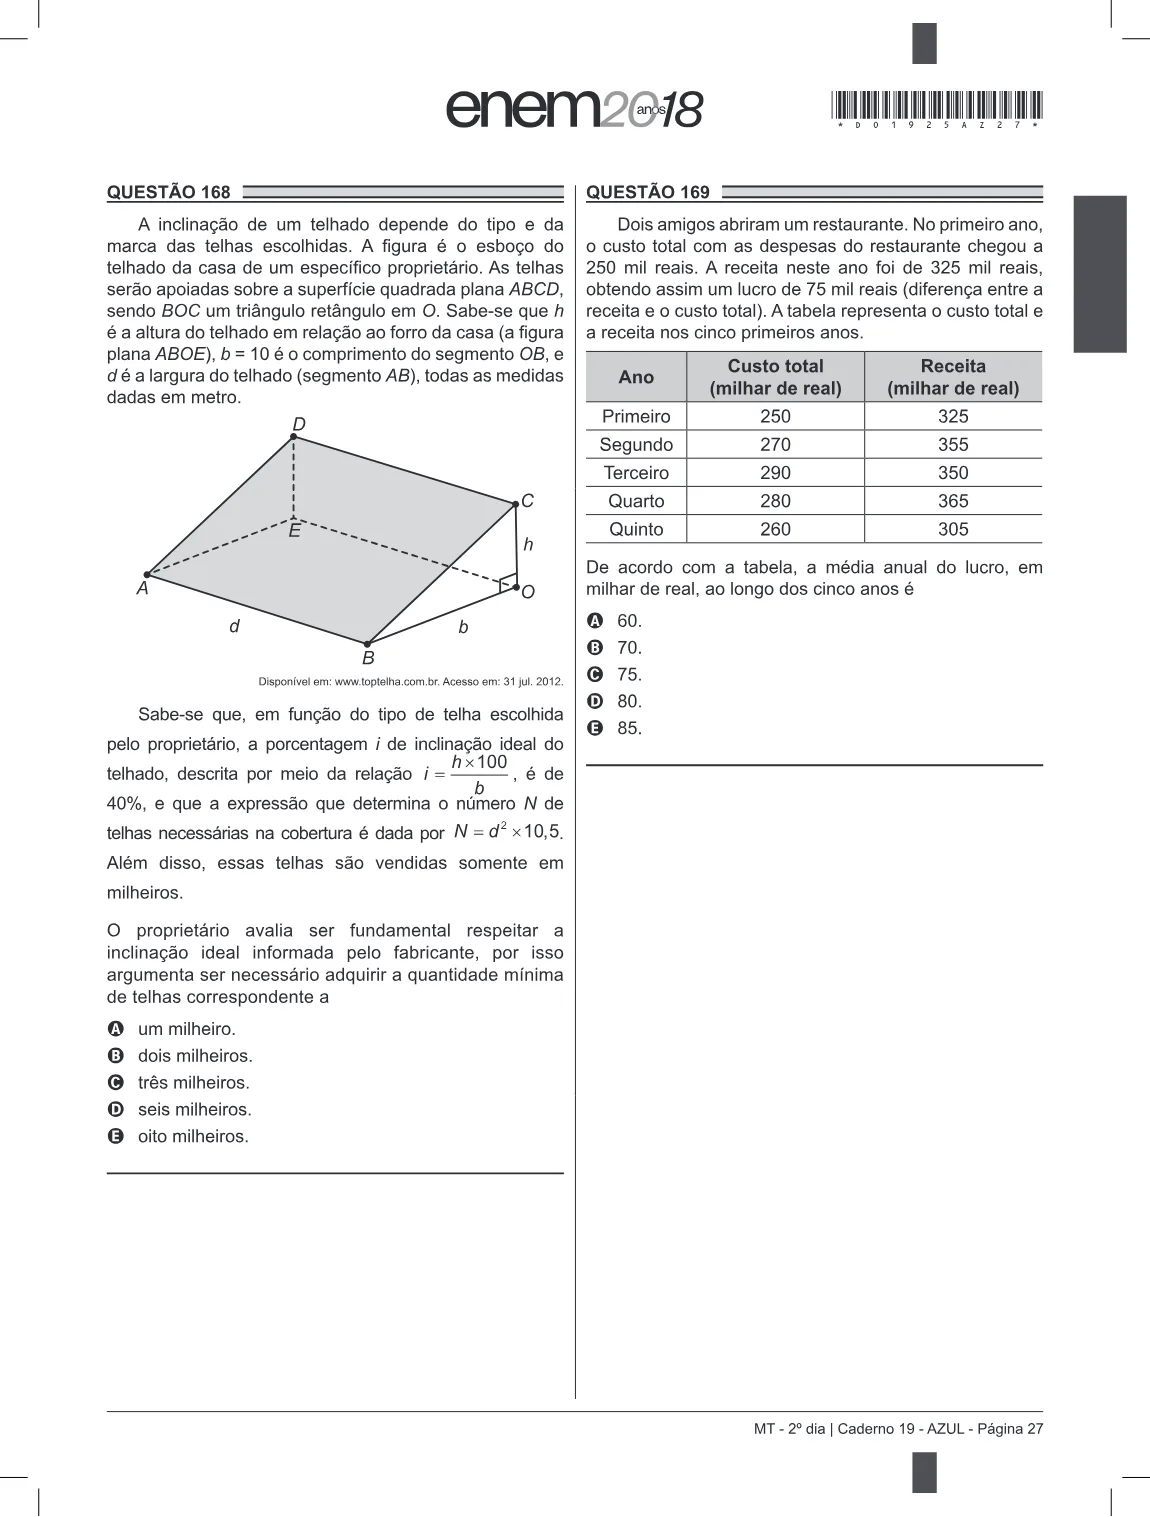 enem20anos18
*DO1925AZ27*
QUESTÃO 168
A inclinação de um telhado depende do tipo e da
marca das telhas escolhidas. A figura é o esboço do
telhado da casa de um específico proprietário. As telhas
serão apoiadas sobre a superfície quadrada plana ABCD,
sendo BOC um triângulo retângulo em O. Sabe-se que h
é a altura do telhado em relação ao forro da casa (a figura
plana ABOE), b = 10 é o comprimento do segmento OB, e
d é a largura do telhado (segmento AB), todas as medidas
dadas em metro.
D
C
E
h
A
O
d
b
B
Disponível em: www.toptelha.com.br. Acesso em: 31 jul. 2012.
Sabe-se que, em função do tipo de telha escolhida
pelo proprietário, a porcentagem i de inclinação ideal do
telhado, descrita por meio da relação i = h × 100 / b, é de
40%, e que a expressão que determina o número N de
telhas necessárias na cobertura é dada por N = d² × 10,5.
Além disso, essas telhas são vendidas somente em
milheiros.
O proprietário avalia ser fundamental respeitar a
inclinação ideal informada pelo fabricante, por isso
argumenta ser necessário adquirir a quantidade mínima
de telhas correspondente a
A um milheiro.
B dois milheiros.
C três milheiros.
D seis milheiros.
E oito milheiros.
QUESTÃO 169
Dois amigos abriram um restaurante. No primeiro ano,
o custo total com as despesas do restaurante chegou a
250 mil reais. A receita neste ano foi de 325 mil reais,
obtendo assim um lucro de 75 mil reais (diferença entre a
receita e o custo total). A tabela representa o custo total e
a receita nos cinco primeiros anos.
Ano Custo total (milhar de real) Receita (milhar de real)
Primeiro 250 325
Segundo 270 355
Terceiro 290 350
Quarto 280 365
Quinto 260 305
De acordo com a tabela, a média anual do lucro, em
milhar de real, ao longo dos cinco anos é
A 60.
B 70.
C 75.
D 80.
E 85.
MT - 2º dia | Caderno 19 - AZUL - Página 27